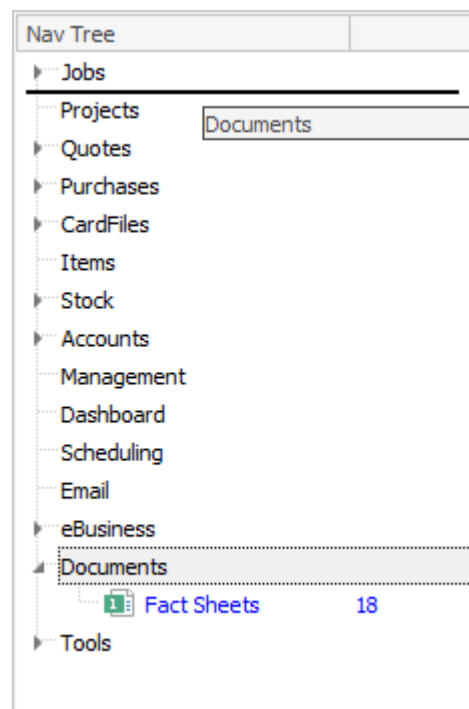 Nav Tree
Jobs
Projects
Documents
Quotes
Purchases
CardFiles
Items
Stock
Accounts
Management
Dashboard
Scheduling
Email
eBusiness
Documents
1 Fact Sheets 18
Tools